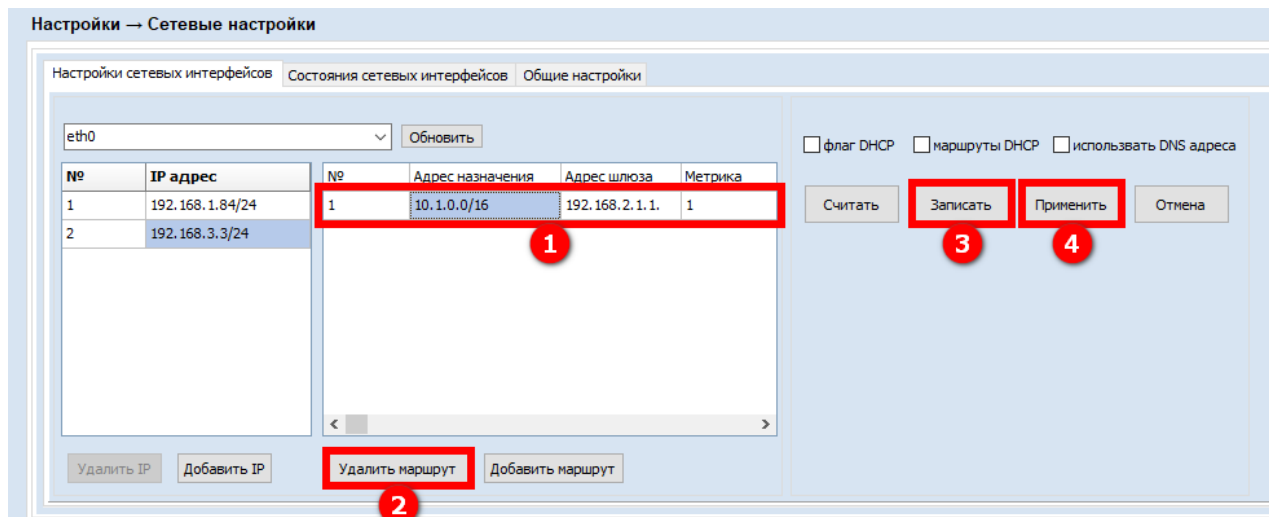 Настройки → Сетевые настройки
Настройки сетевых интерфейсов Состояния сетевых интерфейсов Общие настройки
eth0 Обновить
флаг DHCP маршруты DHCP использвать DNS адреса
№ IP адрес № Адрес назначения Адрес шлюза Метрика
1 192.168.1.84/24 1 10.1.0.0/16 192.168.2.1.1. 1
Считать Записать Применить Отмена
2 192.168.3.3/24
1
3 4
Удалить IP Добавить IP Удалить маршрут Добавить маршрут
2